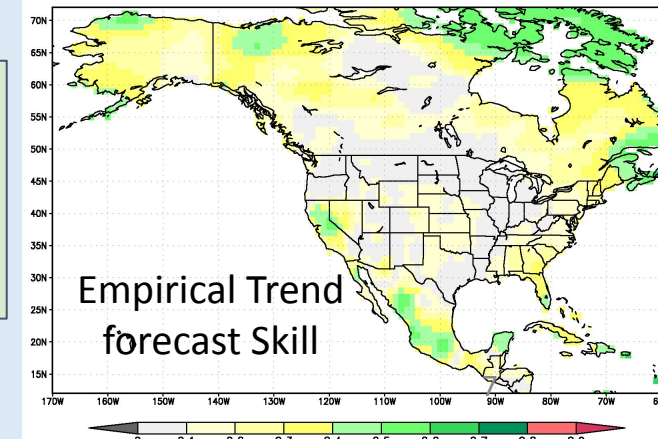 70N
65N
60N
55N
50N
45N
40N
35N
30N
25N
20N
15N
Empirical Trend
forecast Skill
170W 160W 150W 140W 130W 120W 110W 100W 90W 80W 70W